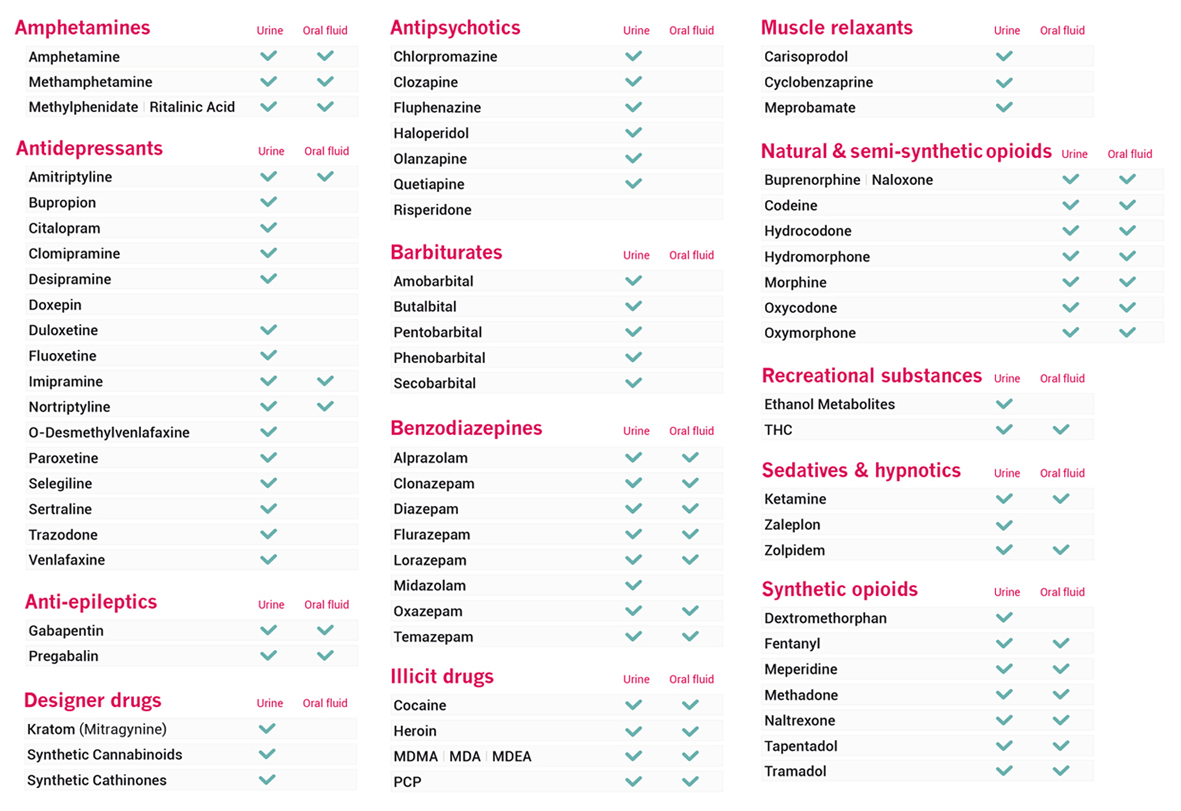 Amphetamines Urine Oral fluid
Amphetamine ✓ ✓
Methamphetamine ✓ ✓
Methylphenidate | Ritalinic Acid ✓ ✓
Antidepressants Urine Oral fluid
Amitriptyline ✓ ✓
Bupropion ✓
Citalopram ✓
Clomipramine ✓
Desipramine ✓
Doxepin
Duloxetine ✓
Fluoxetine ✓
Imipramine ✓ ✓
Nortriptyline ✓ ✓
O-Desmethylvenlafaxine ✓
Paroxetine ✓
Selegiline ✓
Sertraline ✓
Trazodone ✓
Venlafaxine ✓
Anti-epileptics Urine Oral fluid
Gabapentin ✓ ✓
Pregabalin ✓ ✓
Designer drugs Urine Oral fluid
Kratom (Mitragynine) ✓
Synthetic Cannabinoids ✓
Synthetic Cathinones ✓
Antipsychotics Urine Oral fluid
Chlorpromazine ✓
Clozapine ✓
Fluphenazine ✓
Haloperidol ✓
Olanzapine ✓
Quetiapine ✓
Risperidone
Barbiturates Urine Oral fluid
Amobarbital ✓
Butalbital ✓
Pentobarbital ✓
Phenobarbital ✓
Secobarbital ✓
Benzodiazepines Urine Oral fluid
Alprazolam ✓ ✓
Clonazepam ✓ ✓
Diazepam ✓ ✓
Flurazepam ✓ ✓
Lorazepam ✓ ✓
Midazolam ✓
Oxazepam ✓ ✓
Temazepam ✓ ✓
Illicit drugs Urine Oral fluid
Cocaine ✓ ✓
Heroin ✓ ✓
MDMA | MDA | MDEA ✓ ✓
PCP ✓ ✓
Muscle relaxants Urine Oral fluid
Carisoprodol ✓
Cyclobenzaprine ✓
Meprobamate ✓
Natural & semi-synthetic opioids Urine Oral fluid
Buprenorphine | Naloxone ✓ ✓
Codeine ✓ ✓
Hydrocodone ✓ ✓
Hydromorphone ✓ ✓
Morphine ✓ ✓
Oxycodone ✓ ✓
Oxymorphone ✓ ✓
Recreational substances Urine Oral fluid
Ethanol Metabolites ✓
THC ✓ ✓
Sedatives & hypnotics Urine Oral fluid
Ketamine ✓ ✓
Zaleplon ✓
Zolpidem ✓ ✓
Synthetic opioids Urine Oral fluid
Dextromethorphan ✓
Fentanyl ✓ ✓
Meperidine ✓ ✓
Methadone ✓ ✓
Naltrexone ✓ ✓
Tapentadol ✓ ✓
Tramadol ✓ ✓